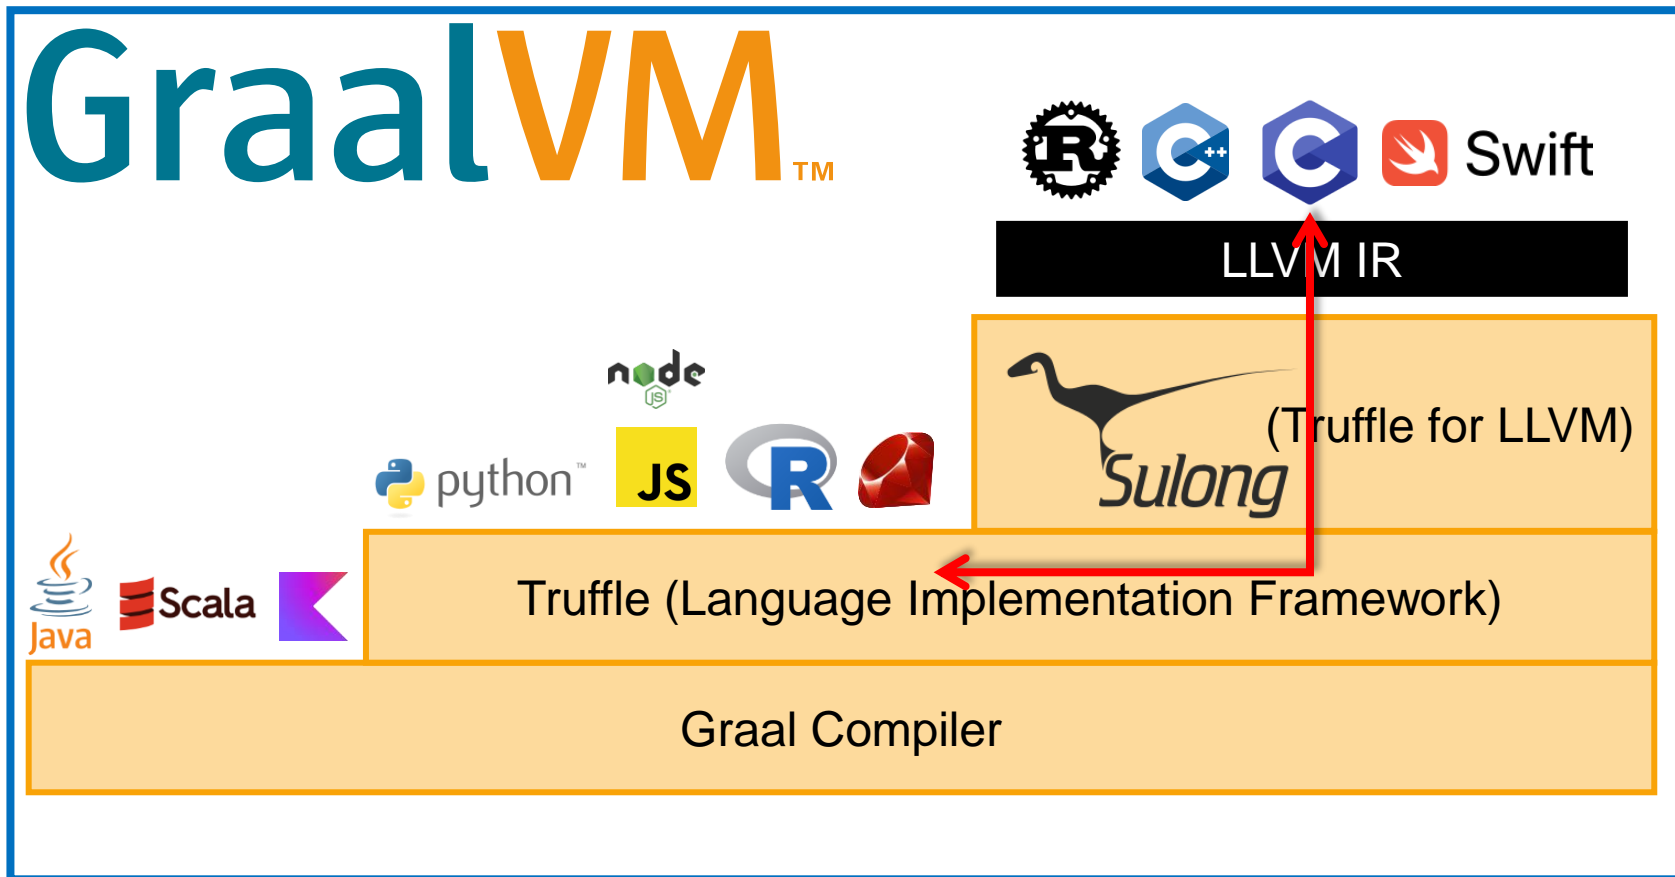 GraalVM™
R C++ C Swift
LLVM IR
node
JS
(Truffle for LLVM)
python™
JS
R
Sulong
Java
Scala
Truffle (Language Implementation Framework)
Graal Compiler